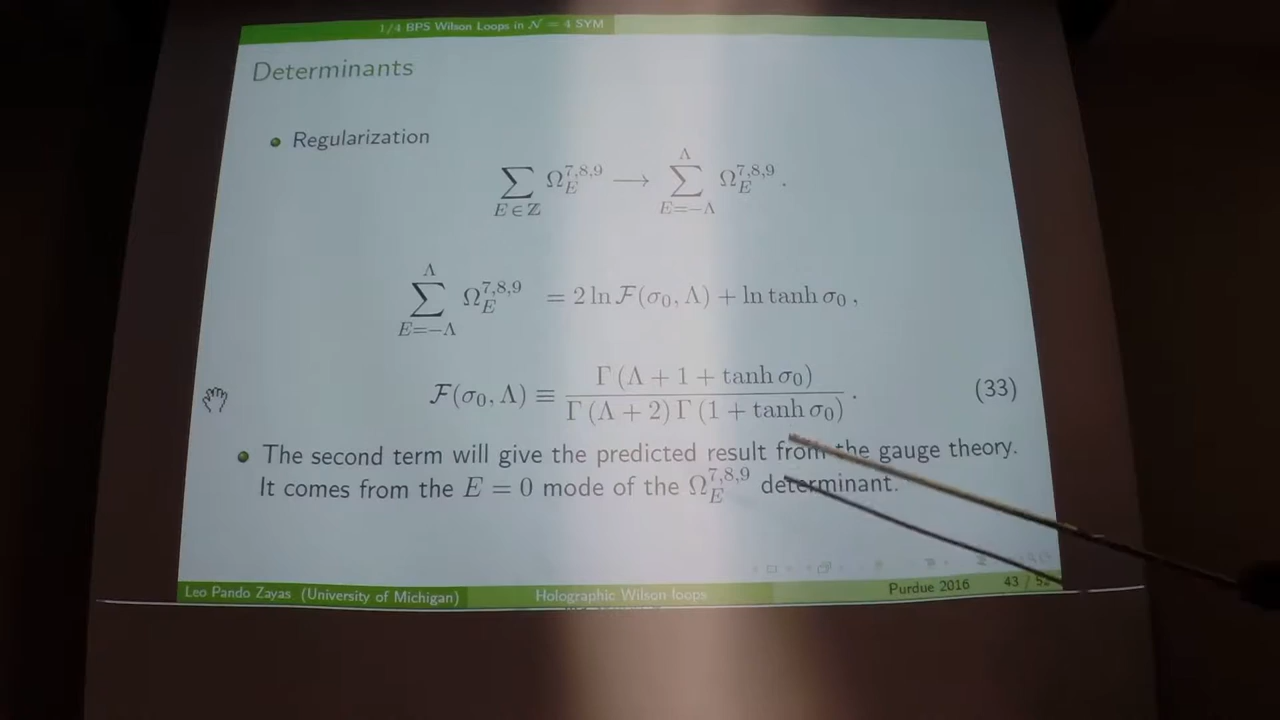 1/4 BPS Wilson Loops in 𝒩 = 4 SYM
Determinants
Regularization
∑_{E∈ℤ} Ω_E^{7,8,9} ⟶ ∑_{E=−Λ}^{Λ} Ω_E^{7,8,9} .
∑_{E=−Λ}^{Λ} Ω_E^{7,8,9} = 2 ln ℱ(σ₀, Λ) + ln tanh σ₀ ,
ℱ(σ₀, Λ) ≡ Γ (Λ + 1 + tanh σ₀) / Γ (Λ + 2) Γ (1 + tanh σ₀) . (33)
The second term will give the predicted result from the gauge theory.
It comes from the E = 0 mode of the Ω_E^{7,8,9} determinant.
Leo Pando Zayas (University of Michigan) Holographic Wilson loops Purdue 2016 43 /